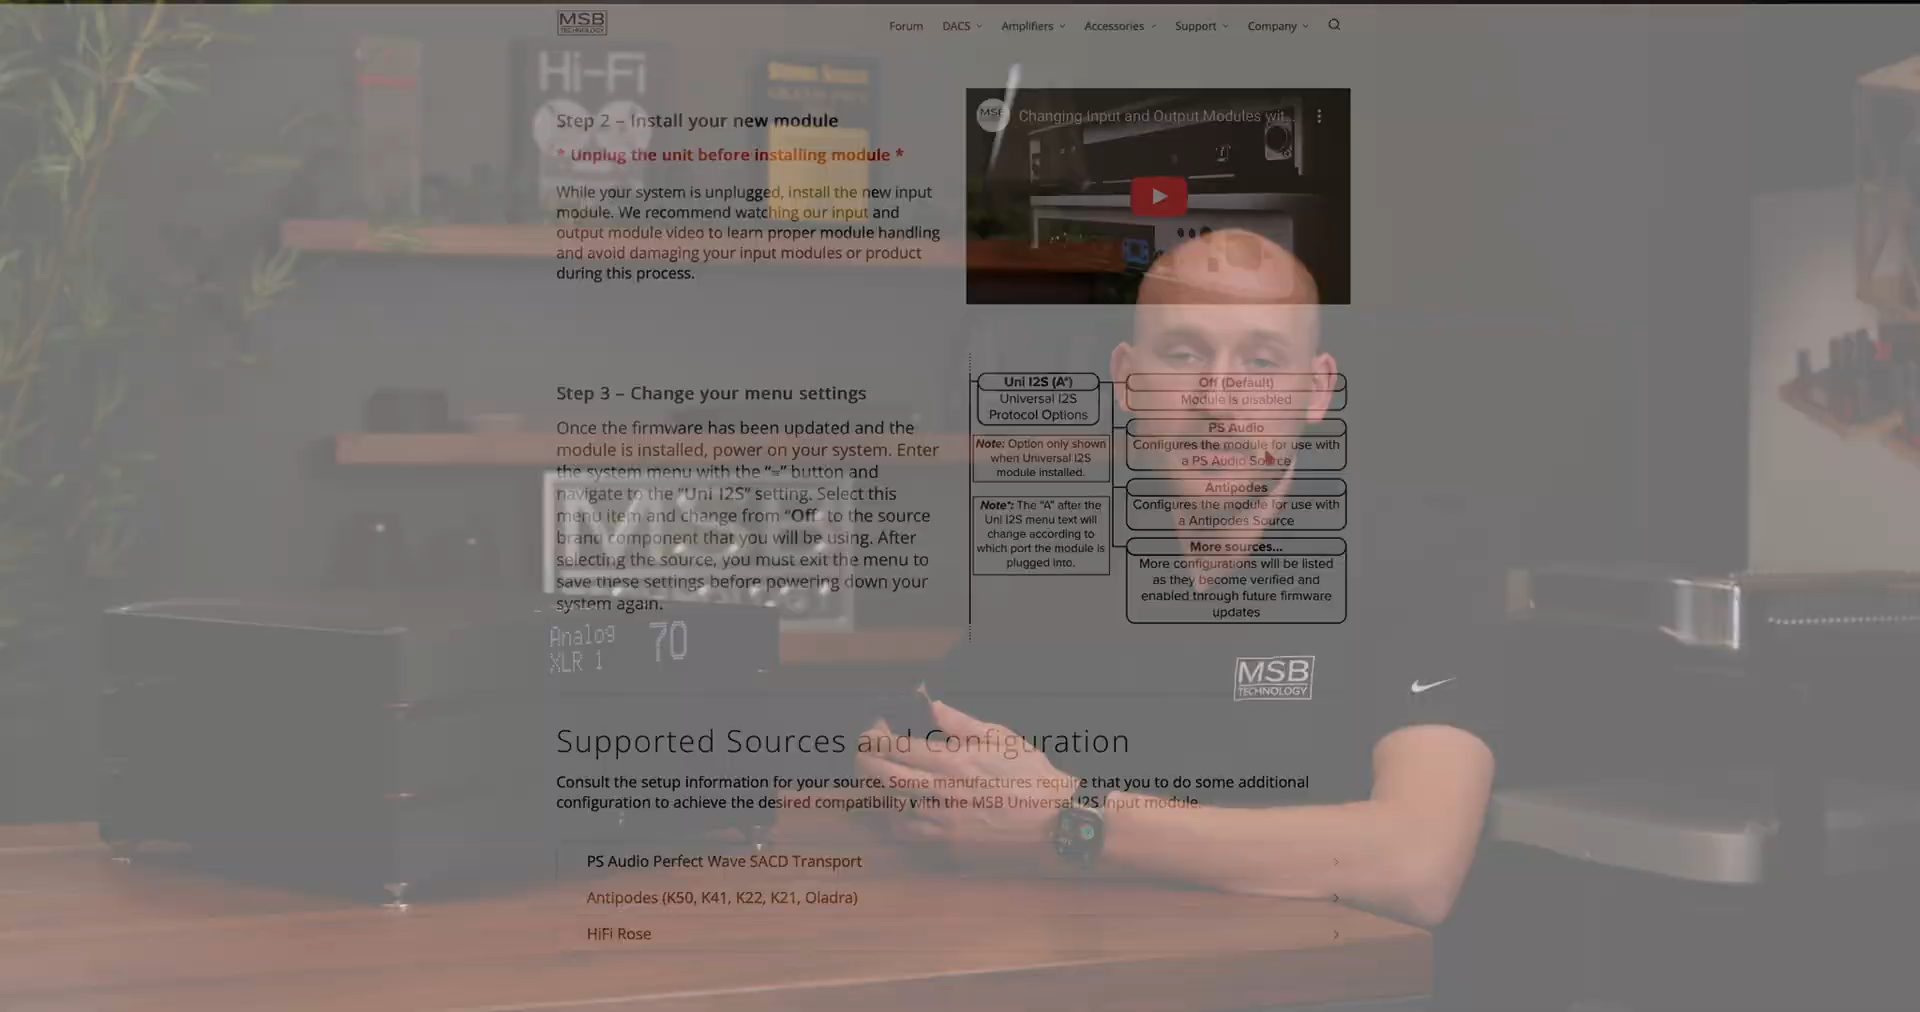 MSB
TECHNOLOGY
Forum
DACS
Amplifiers
Accessories
Support
Company
Hi-Fi
Step 2 – Install your new module
* Unplug the unit before installing module *
While your system is unplugged, install the new input
module. We recommend watching our input and
output module video to learn proper module handling
and avoid damaging your input modules or product
during this process.
Changing Input and Output Modules wit...
Step 3 – Change your menu settings
Once the firmware has been updated and the
module is installed, power on your system. Enter
the system menu with the “≡” button and
navigate to the “Uni I2S” setting. Select this
menu item and change from “Off” to the source
brand component that you will be using. After
selecting the source, you must exit the menu to
save these settings before powering down your
system again.
Uni I2S (A*)
Universal I2S
Protocol Options
Note: Option only shown
when Universal I2S
module installed.
Note*: The "A" after the
Uni I2S menu text will
change according to
which port the module is
plugged into.
Off (Default)
Module is disabled
PS Audio
Configures the module for use with
a PS Audio Source
Antipodes
Configures the module for use with
a Antipodes Source
More sources...
More configurations will be listed
as they become verified and
enabled through future firmware
updates
MSB
Analog
XLR 1
70
MSB
TECHNOLOGY
Supported Sources and Configuration
Consult the setup information for your source. Some manufactures require that you to do some additional
configuration to achieve the desired compatibility with the MSB Universal I2S Input module.
PS Audio Perfect Wave SACD Transport
Antipodes (K50, K41, K22, K21, Oladra)
HiFi Rose